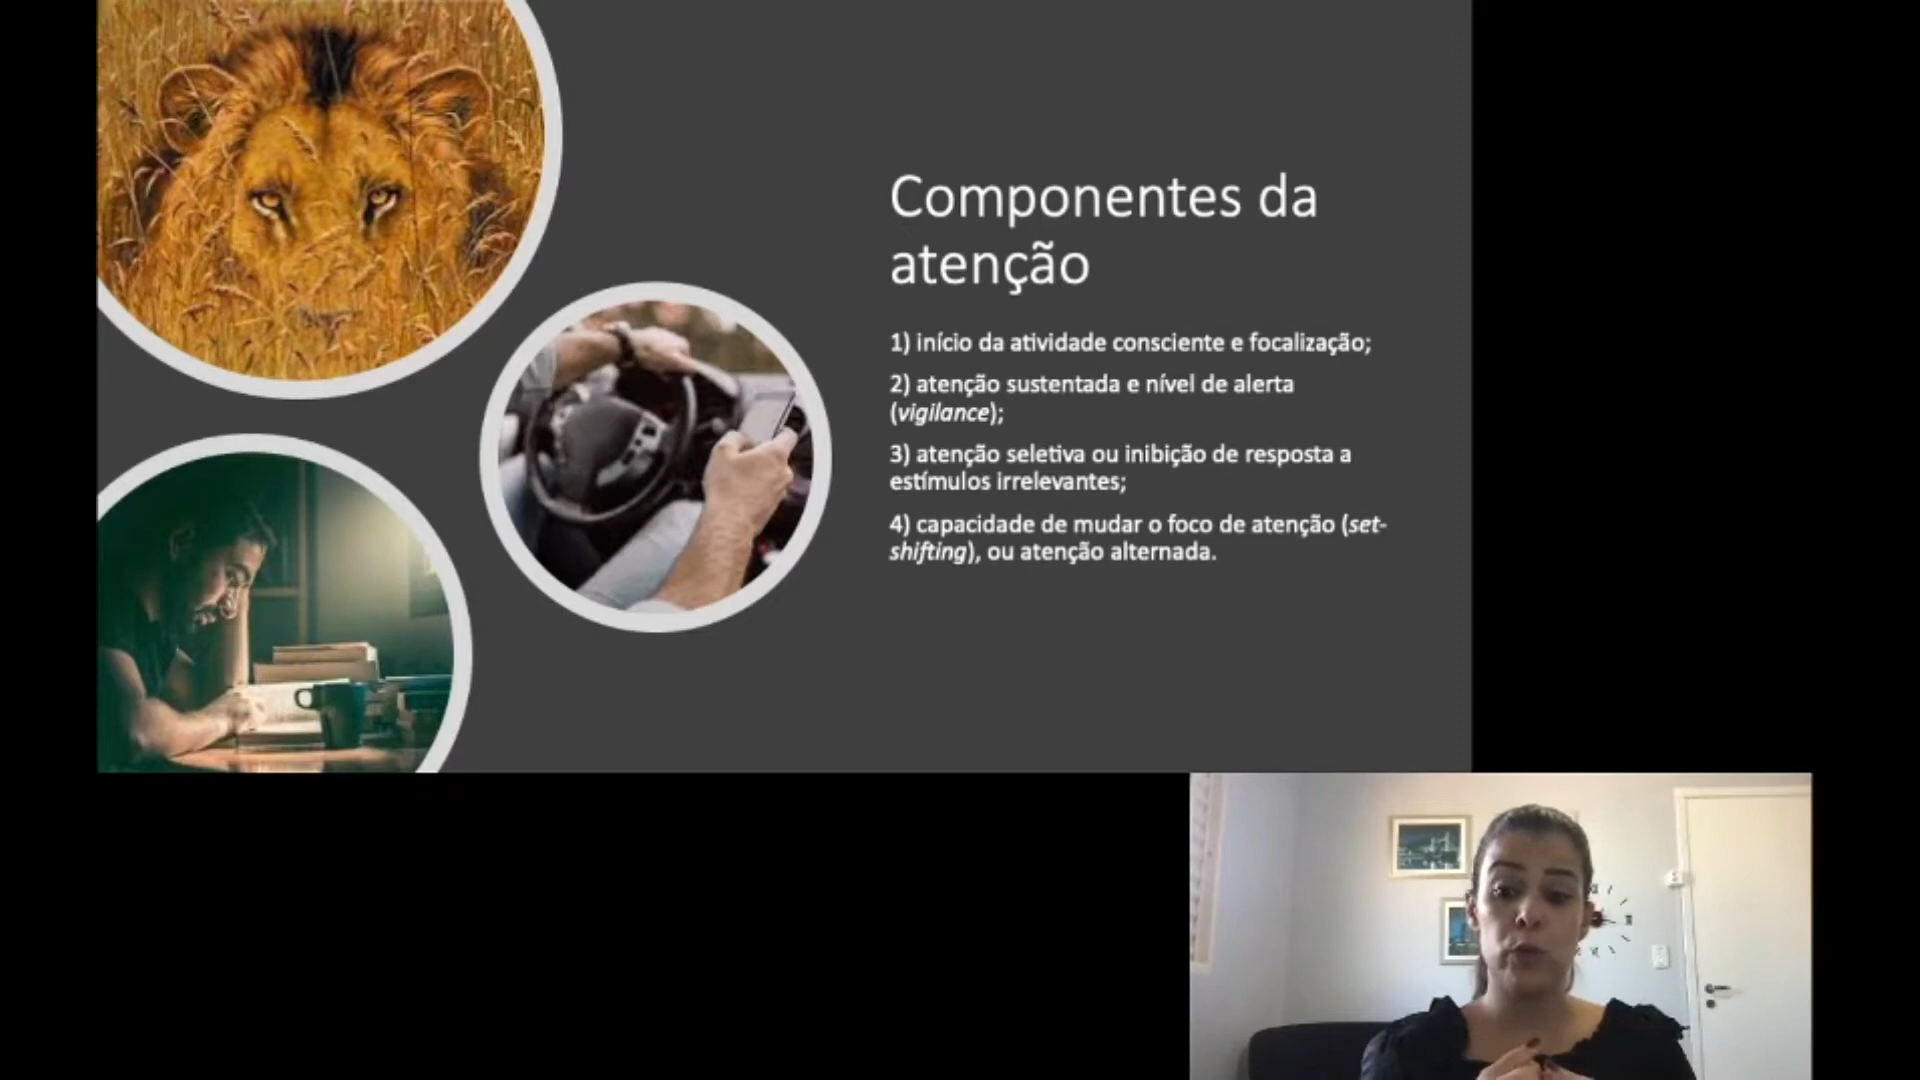 Componentes da
atenção
1) início da atividade consciente e focalização;
2) atenção sustentada e nível de alerta
(vigilance);
3) atenção seletiva ou inibição de resposta a
estímulos irrelevantes;
4) capacidade de mudar o foco de atenção (set-
shifting), ou atenção alternada.